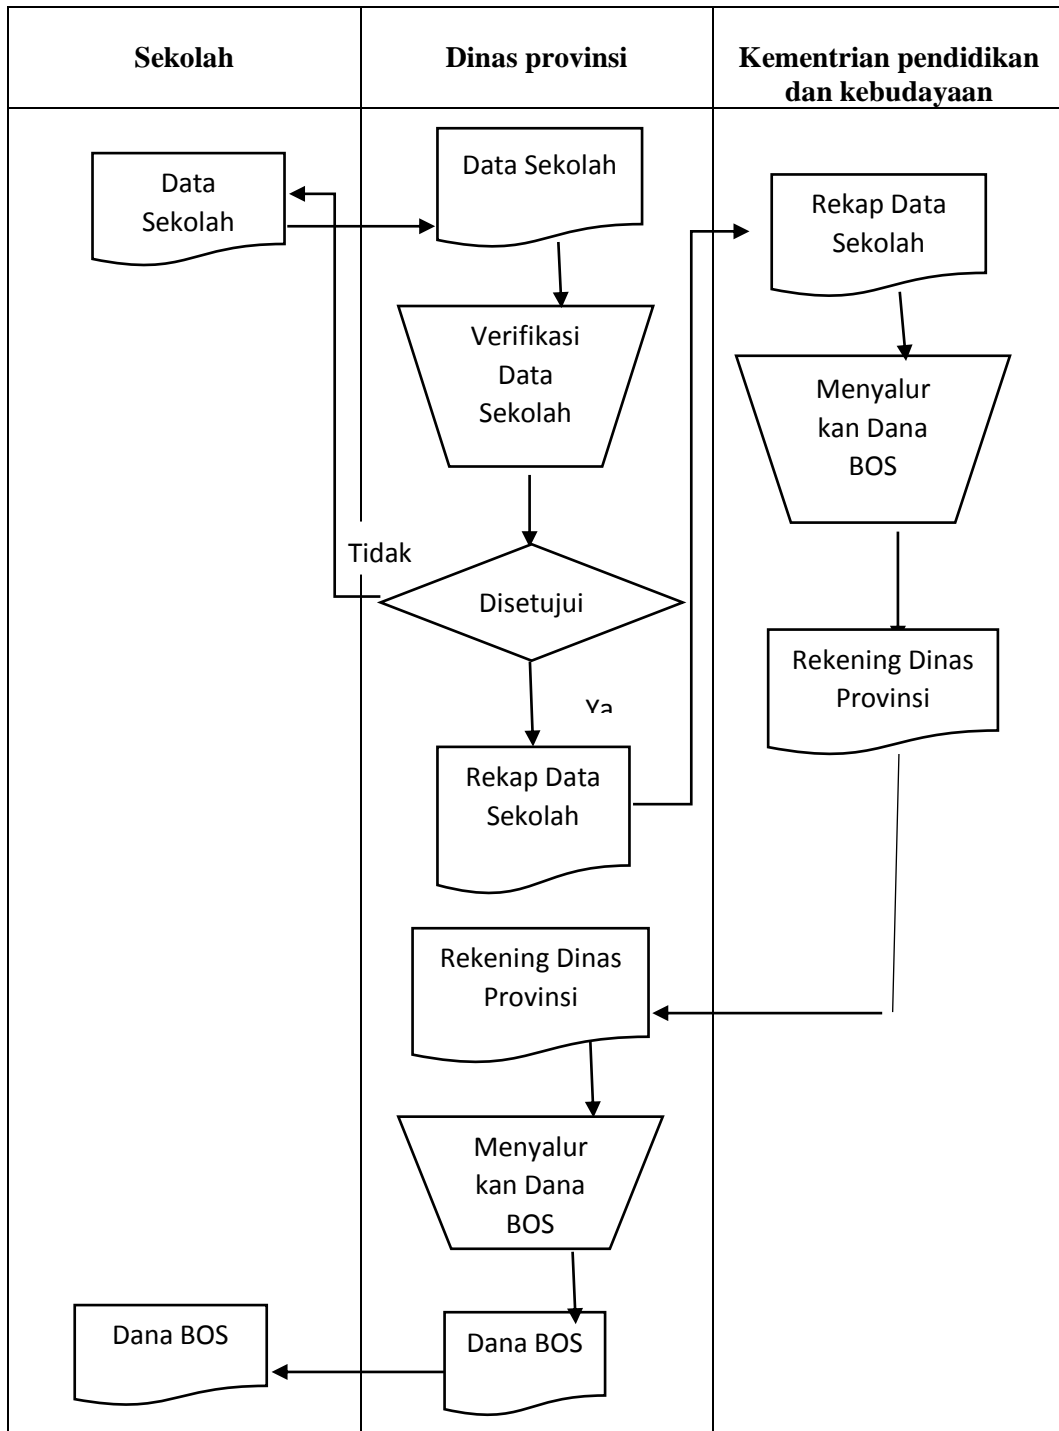 Sekolah
Dinas provinsi
Kementrian pendidikan
dan kebudayaan
Data
Sekolah
Data Sekolah
Rekap Data
Sekolah
Verifikasi
Data
Sekolah
Menyalur
kan Dana
BOS
Tidak
Disetujui
Rekening Dinas
Provinsi
Ya
Rekap Data
Sekolah
Rekening Dinas
Provinsi
Menyalur
kan Dana
BOS
Dana BOS
Dana BOS